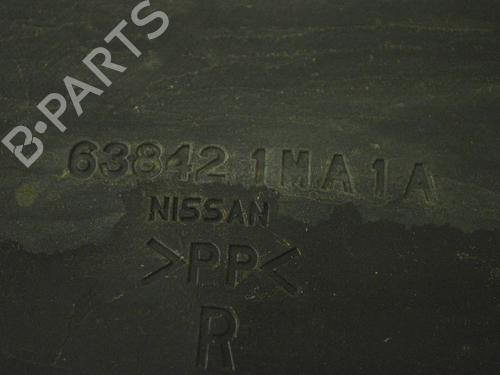 B-PARTS
63842 1MA1A
NISSAN
>PP<
R